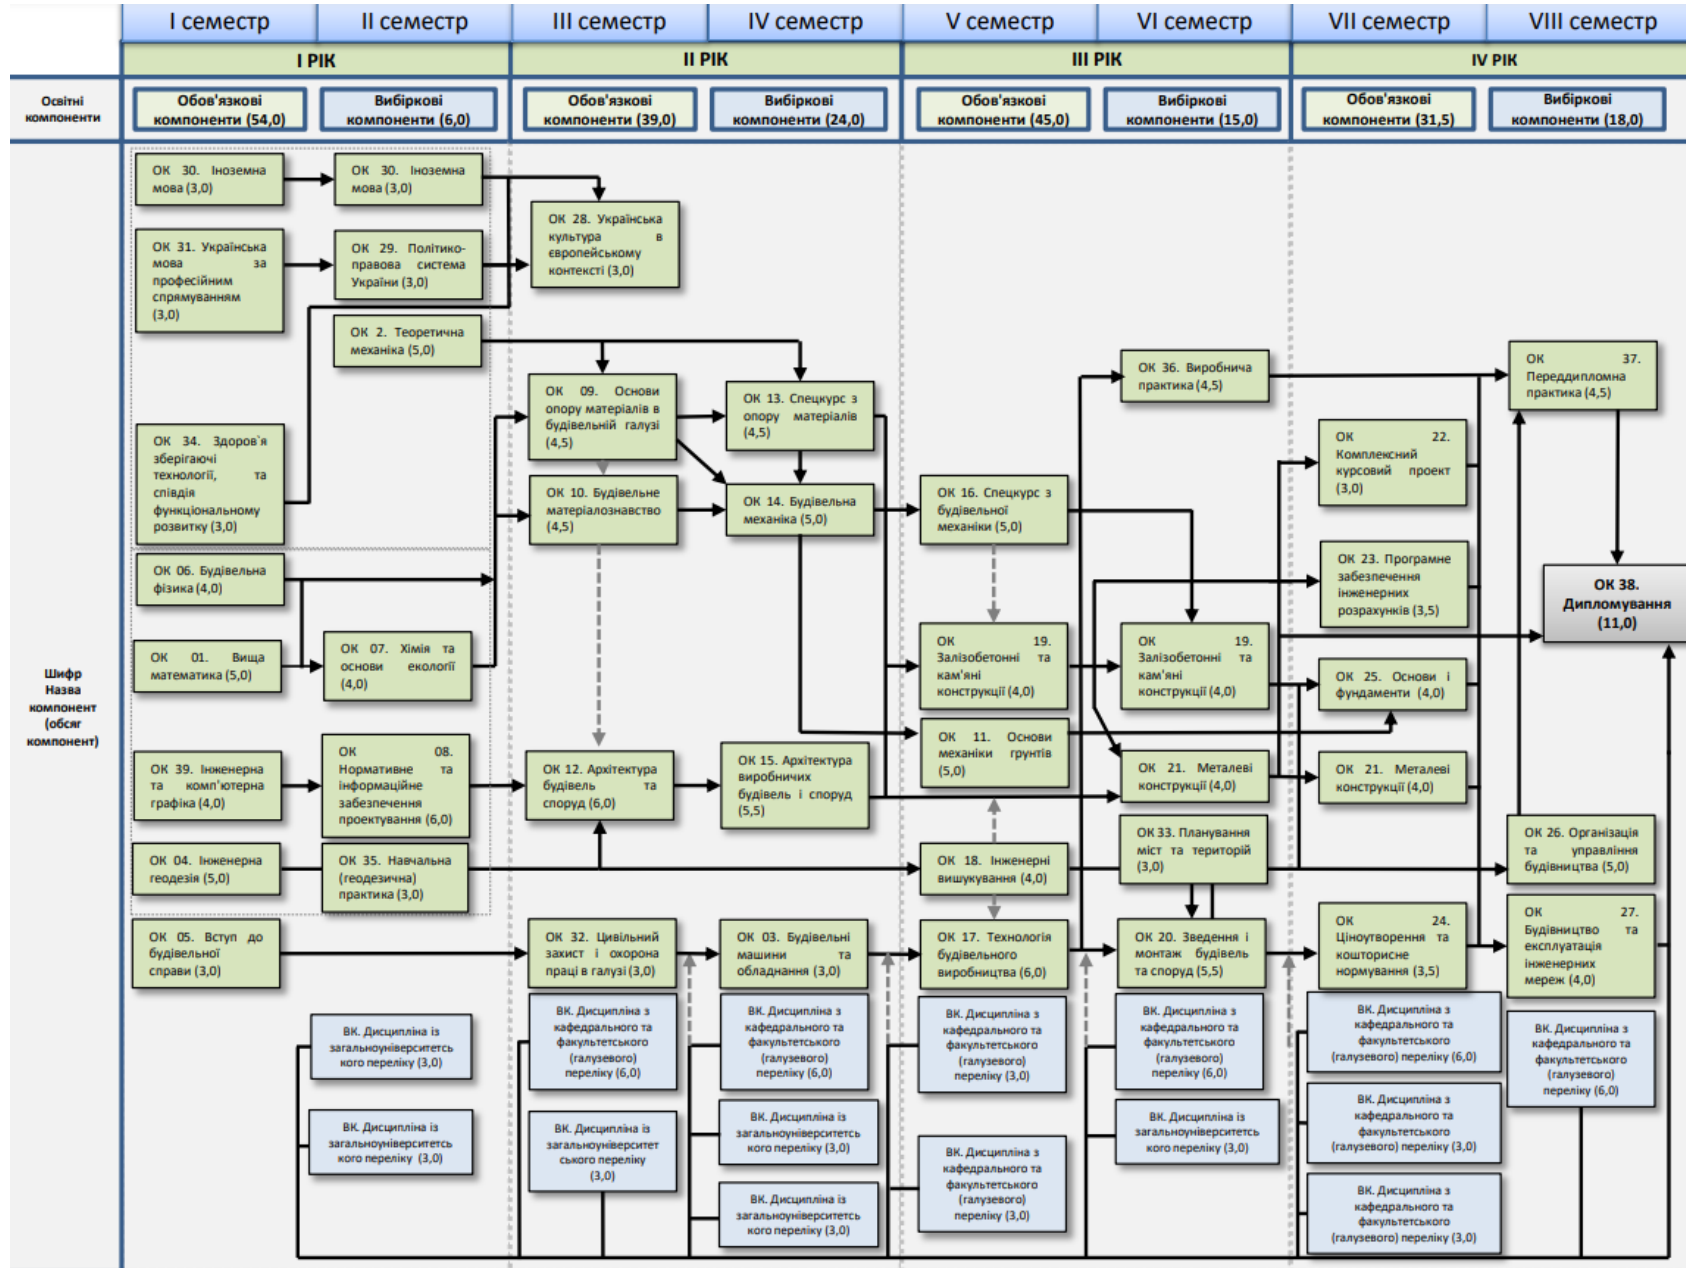 I семестр
II семестр
III семестр
IV семестр
V семестр
VI семестр
VII семестр
VIII семестр
I РІК
II РІК
III РІК
IV РІК
Освітні
компоненти
Обов'язкові
компоненти (54,0)
Вибіркові
компоненти (6,0)
Обов'язкові
компоненти (39,0)
Вибіркові
компоненти (24,0)
Обов'язкові
компоненти (45,0)
Вибіркові
компоненти (15,0)
Обов'язкові
компоненти (31,5)
Вибіркові
компоненти (18,0)
Шифр
Назва
компонент
(обсяг
компонент)
ОК 30. Іноземна
мова (3,0)
ОК 31. Українська
мова за
професійним
спрямуванням
(3,0)
ОК 34. Здоров`я
зберігаючі
технології, та
співдія
функціональному
розвитку (3,0)
ОК 06. Будівельна
фізика (4,0)
ОК 01. Вища
математика (5,0)
ОК 39. Інженерна
та комп'ютерна
графіка (4,0)
ОК 04. Інженерна
геодезія (5,0)
ОК 05. Вступ до
будівельної
справи (3,0)
ОК 30. Іноземна
мова (3,0)
ОК 29. Політико-
правова система
України (3,0)
ОК 2. Теоретична
механіка (5,0)
ОК 07. Хімія та
основи екології
(4,0)
ОК 08.
Нормативне та
інформаційне
забезпечення
проектування (6,0)
ОК 35. Навчальна
(геодезична)
практика (3,0)
ВК. Дисципліна із
загальноуніверситетсь
кого переліку (3,0)
ВК. Дисципліна із
загальноуніверситетсь
кого переліку (3,0)
ОК 28. Українська
культура в
європейському
контексті (3,0)
ОК 09. Основи
опору матеріалів в
будівельній галузі
(4,5)
ОК 10. Будівельне
матеріалознавство
(4,5)
ОК 12. Архітектура
будівель та
споруд (6,0)
ОК 32. Цивільний
захист і охорона
праці в галузі (3,0)
ВК. Дисципліна з
кафедрального та
факультетського
(галузевого)
переліку (6,0)
ВК. Дисципліна із
загальноуніверситет
ського переліку
(3,0)
ОК 13. Спецкурс з
опору матеріалів
(4,5)
ОК 14. Будівельна
механіка (5,0)
ОК 15. Архітектура
виробничих
будівель і споруд
(5,5)
ОК 03. Будівельні
машини та
обладнання (3,0)
ВК. Дисципліна з
кафедрального та
факультетського
(галузевого)
переліку (6,0)
ВК. Дисципліна із
загальноуніверситетсь
кого переліку (3,0)
ВК. Дисципліна із
загальноуніверситетсь
кого переліку (3,0)
ОК 16. Спецкурс з
будівельної
механіки (5,0)
ОК 19.
Залізобетонні та
кам'яні
конструкції (4,0)
ОК 11. Основи
механіки грунтів
(5,0)
ОК 18. Інженерні
вишукування (4,0)
ОК 17. Технологія
будівельного
виробництва (6,0)
ВК. Дисципліна з
кафедрального та
факультетського
(галузевого)
переліку (3,0)
ВК. Дисципліна з
кафедрального та
факультетського
(галузевого)
переліку (3,0)
ОК 36. Виробнича
практика (4,5)
ОК 19.
Залізобетонні та
кам'яні
конструкції (4,0)
ОК 21. Металеві
конструкції (4,0)
ОК 33. Планування
міст та територій
(3,0)
ОК 20. Зведення і
монтаж будівель
та споруд (5,5)
ВК. Дисципліна з
кафедрального та
факультетського
(галузевого)
переліку (6,0)
ВК. Дисципліна із
загальноуніверситетсь
кого переліку (3,0)
ОК 22.
Комплексний
курсовий проект
(3,0)
ОК 23. Програмне
забезпечення
інженерних
розрахунків (3,5)
ОК 25. Основи і
фундаменти (4,0)
ОК 21. Металеві
конструкції (4,0)
ОК 24.
Ціноутворення та
кошторисне
нормування (3,5)
ВК. Дисципліна з
кафедрального та
факультетського
(галузевого) переліку (6,0)
ВК. Дисципліна з
кафедрального та
факультетського
(галузевого) переліку (3,0)
ВК. Дисципліна з
кафедрального та
факультетського
(галузевого) переліку (3,0)
ОК 37.
Переддипломна
практика (4,5)
ОК 38.
Дипломування
(11,0)
ОК 26. Організація
та управління
будівництва (5,0)
ОК 27.
Будівництво та
експлуатація
інженерних
мереж (4,0)
ВК. Дисципліна з
кафедрального та
факультетського
(галузевого)
переліку (6,0)